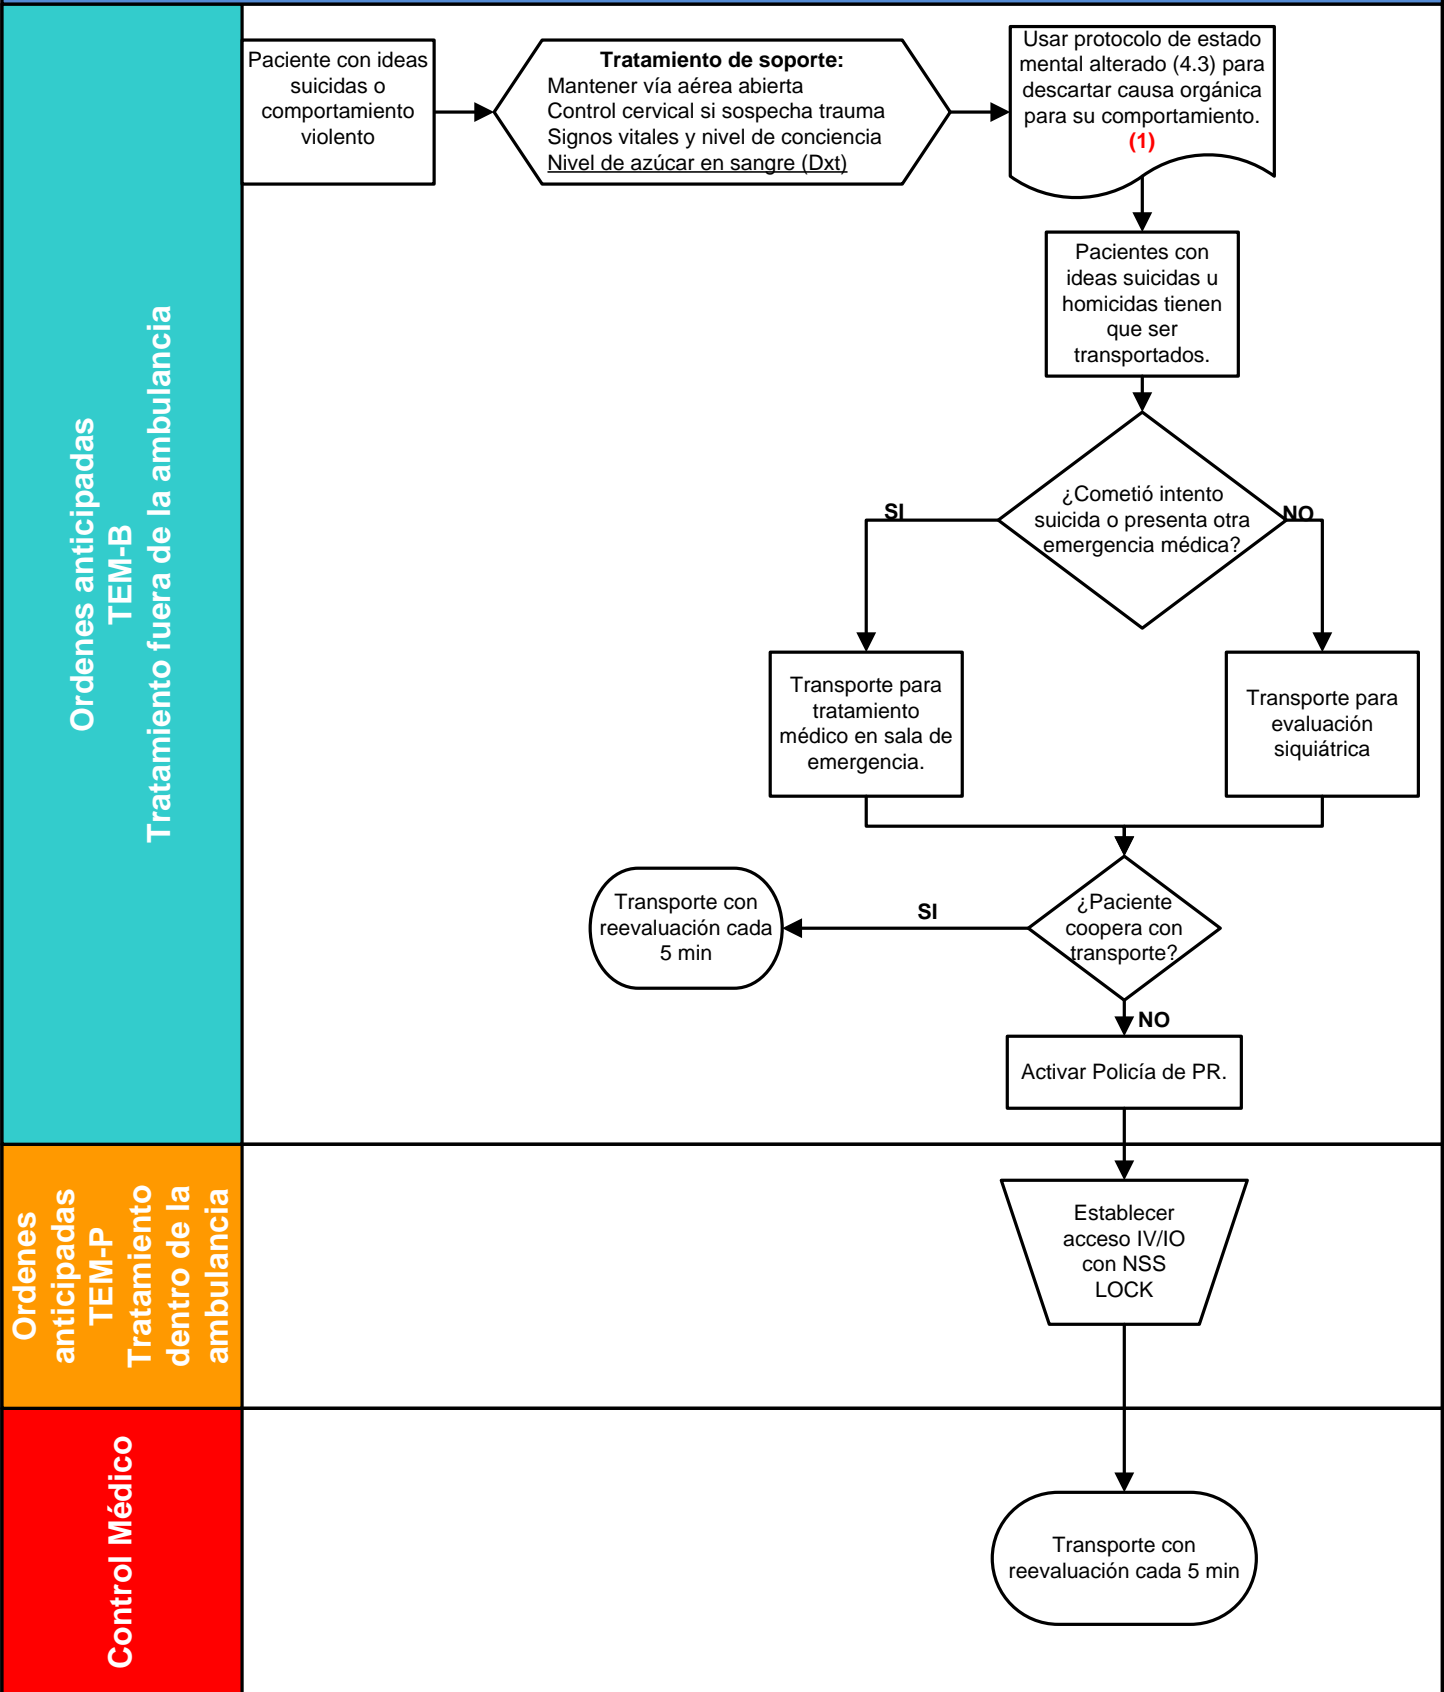 Ordenes anticipadas
TEM-B
Tratamiento fuera de la ambulancia
Paciente con ideas
suicidas o
comportamiento
violento
Tratamiento de soporte:
Mantener vía aérea abierta
Control cervical si sospecha trauma
Signos vitales y nivel de conciencia
Nivel de azúcar en sangre (Dxt)
Usar protocolo de estado
mental alterado (4.3) para
descartar causa orgánica
para su comportamiento.
(1)
Pacientes con
ideas suicidas u
homicidas tienen
que ser
transportados.
¿Cometió intento
suicida o presenta otra
emergencia médica?
SI
NO
Transporte para
tratamiento
médico en sala de
emergencia.
Transporte para
evaluación
siquiátrica
¿Paciente
coopera con
transporte?
SI
Transporte con
reevaluación cada
5 min
NO
Activar Policía de PR.
Ordenes
anticipadas
TEM-P
Tratamiento
dentro de la
ambulancia
Establecer
acceso IV/IO
con NSS
LOCK
Control Médico
Transporte con
reevaluación cada 5 min